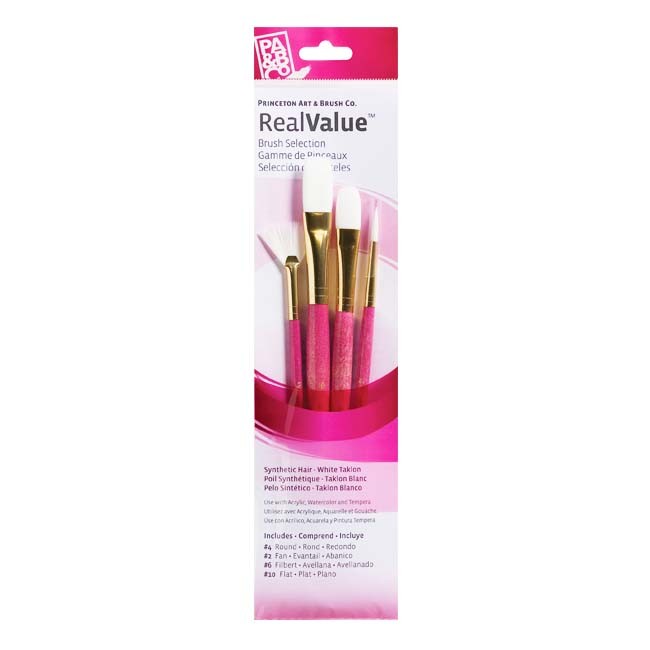 PA
&B
&Co
PRINCETON ART & BRUSH CO.
RealValue™
Brush Selection
Gamme de Pinceaux
Selección de
Synthetic Hair • White Taklon
Poil Synthétique • Taklon Blanc
Pelo Sintético • Taklon Blanco
Use with Acrylic, Watercolor and Tempera
Utilisez avec Acrylique, Aquarelle et Gouache
Use con Acrílico, Acuarela y Pintura Tempera
Includes • Comprend • Incluye
#4 Round • Rond • Redondo
#2 Fan • Evantail • Abanico
#6 Filbert • Avellana • Avellanado
#10 Flat • Plat • Plano